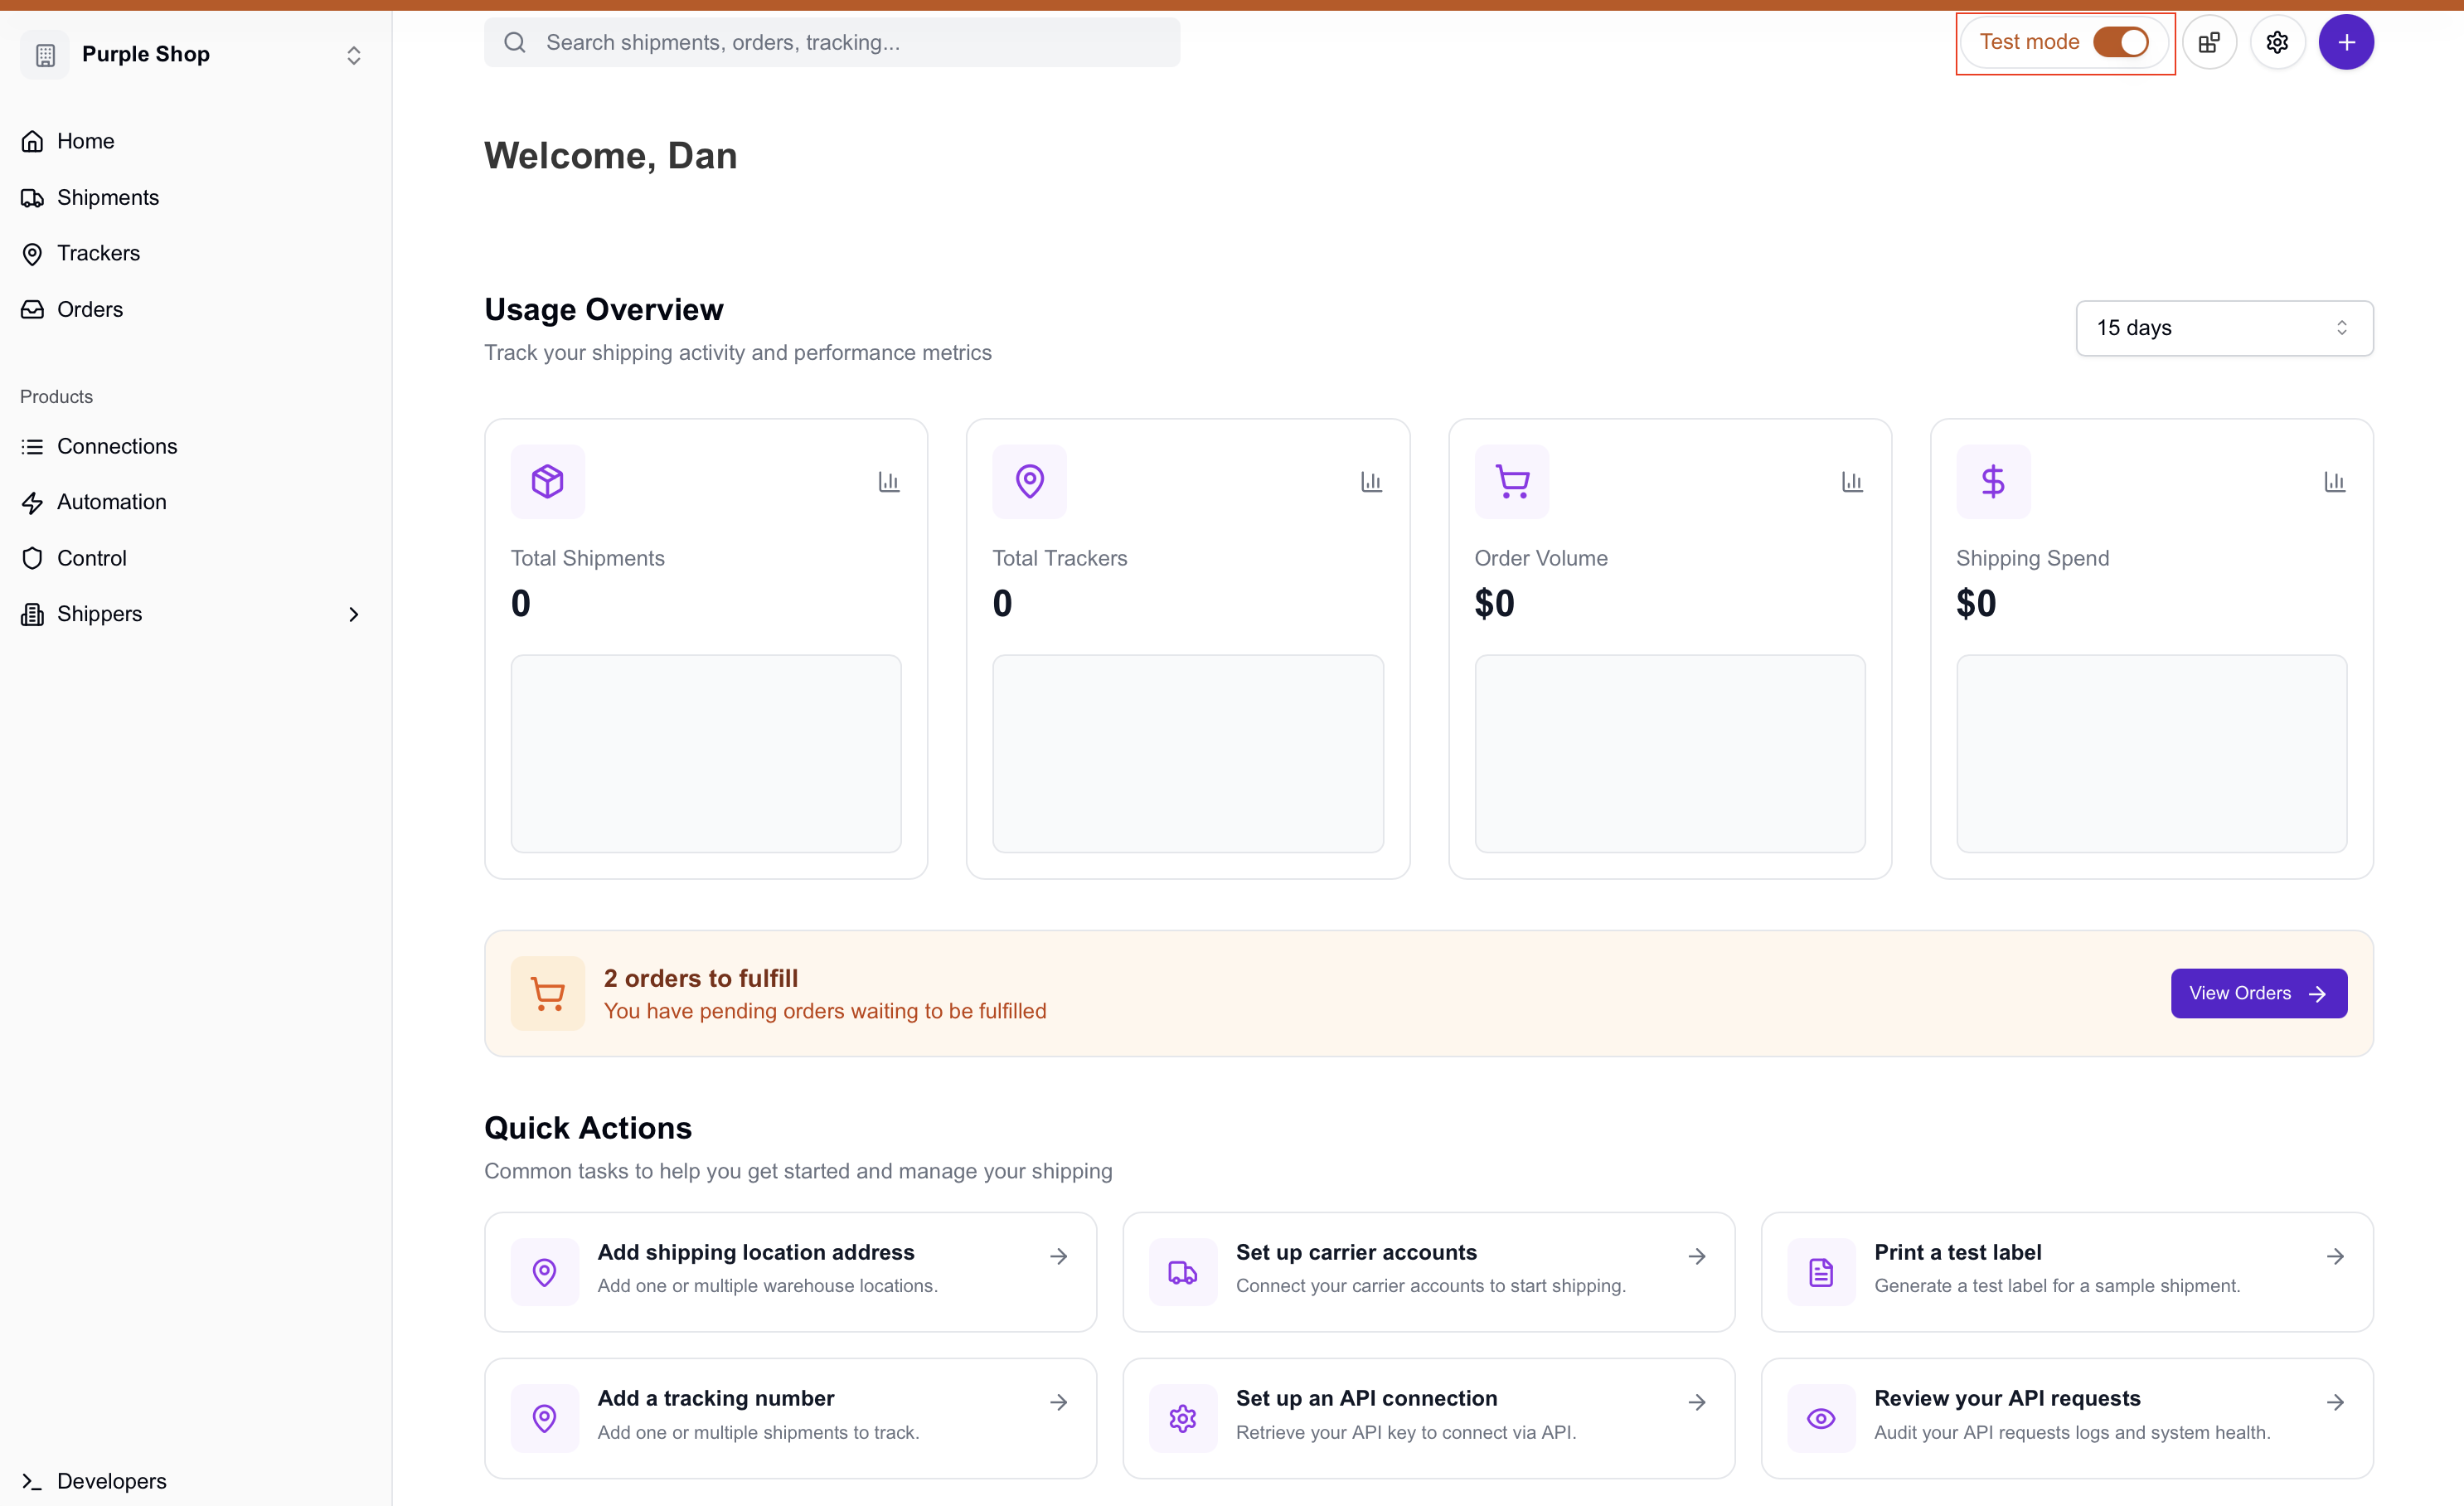 Purple Shop
Search shipments, orders, tracking...
Test mode
Home
Shipments
Trackers
Orders
Products
Connections
Automation
Control
Shippers
Developers
Welcome, Dan
Usage Overview
Track your shipping activity and performance metrics
15 days
Total Shipments
0
Total Trackers
0
Order Volume
$0
Shipping Spend
$0
2 orders to fulfill
You have pending orders waiting to be fulfilled
View Orders
Quick Actions
Common tasks to help you get started and manage your shipping
Add shipping location address
Add one or multiple warehouse locations.
Set up carrier accounts
Connect your carrier accounts to start shipping.
Print a test label
Generate a test label for a sample shipment.
Add a tracking number
Add one or multiple shipments to track.
Set up an API connection
Retrieve your API key to connect via API.
Review your API requests
Audit your API requests logs and system health.